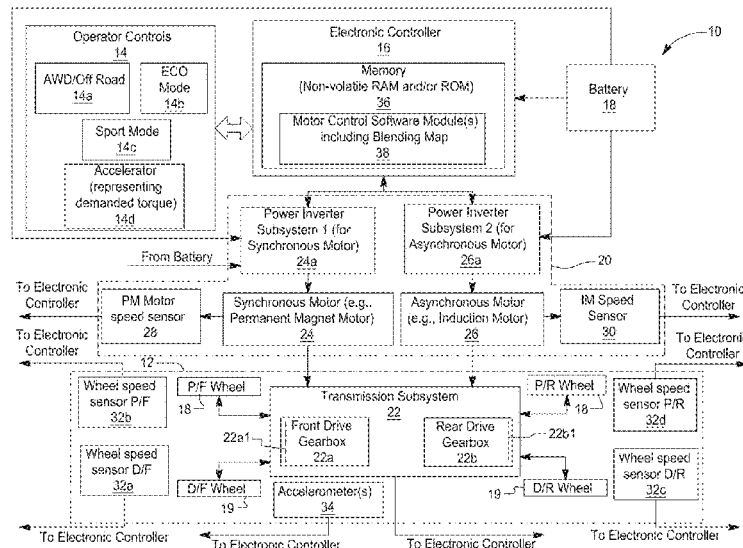 Operator Controls
14
AWD/Off Road
14a
ECO
Mode
14b
Sport Mode
14c
Accelerator
(representing
demanded torque)
14d
Electronic Controller
16
Memory
(Non-volatile RAM and/or ROM)
36
Motor Control Software Module(s)
including Blending Map
38
Battery
18
10
Power Inverter
Subsystem 1 (for
Synchronous Motor)
24a
Power Inverter
Subsystem 2 (for
Asynchronous Motor)
26a
From Battery
20
To Electronic
Controller
PM Motor
speed sensor
28
Synchronous Motor (e.g.,
Permanent Magnet Motor)
24
Asynchronous Motor
(e.g., Induction Motor)
26
IM Speed
Sensor
30
To Electronic
Controller
To Electronic
Controller
To Electronic
Controller
12
Wheel speed
sensor P/F
32b
P/F Wheel
18
Transmission Subsystem
22
P/R Wheel
18
Wheel speed
sensor P/R
32d
22a1
Front Drive
Gearbox
22a
Rear Drive
Gearbox
22b
22b1
Wheel speed
sensor D/F
32a
D/F Wheel
19
Accelerometer(s)
34
19
D/R Wheel
Wheel speed
sensor D/R
32c
To Electronic Controller
To Electronic Controller
To Electronic Controller
To Electronic Controller